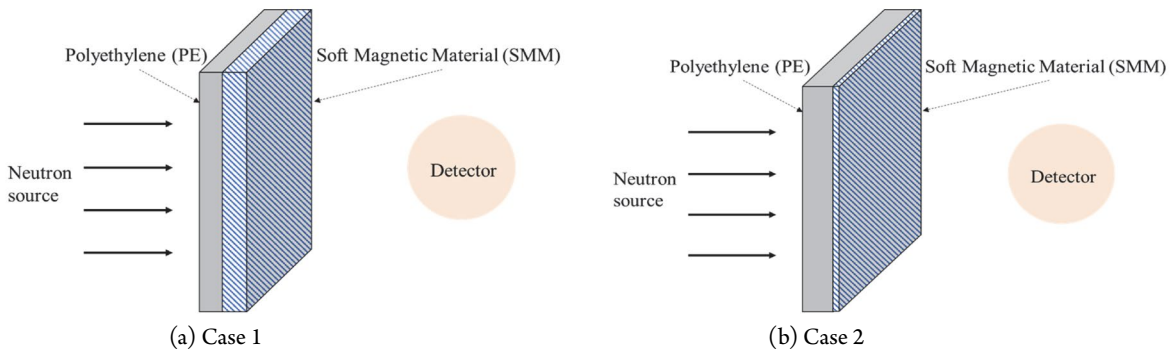 Polyethylene (PE)
Soft Magnetic Material (SMM)
Neutron
source
Detector
(a) Case 1
Polyethylene (PE)
Soft Magnetic Material (SMM)
Neutron
source
Detector
(b) Case 2